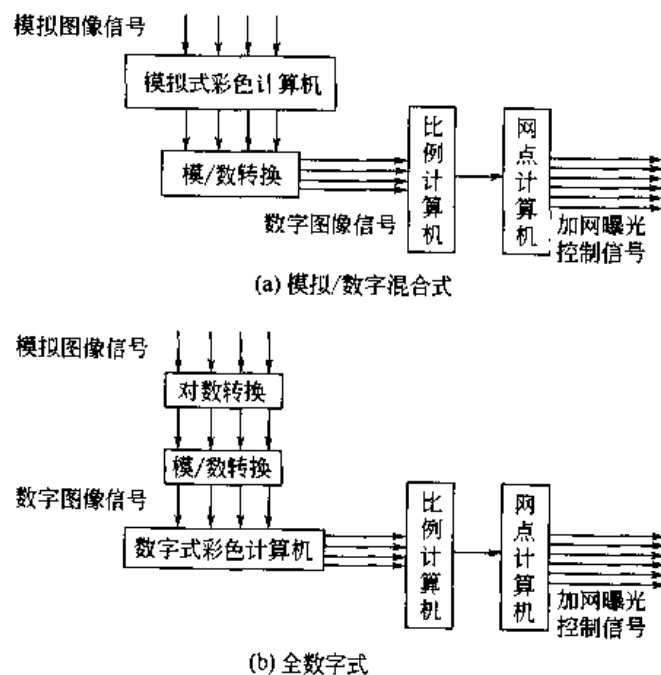 模拟图像信号
模拟式彩色计算机
模/数转换
数字图像信号
比例计算机
网点计算机
加网曝光
控制信号
(a) 模拟/数字混合式
模拟图像信号
对数转换
模/数转换
数字图像信号
数字式彩色计算机
比例计算机
网点计算机
加网曝光
控制信号
(b) 全数字式